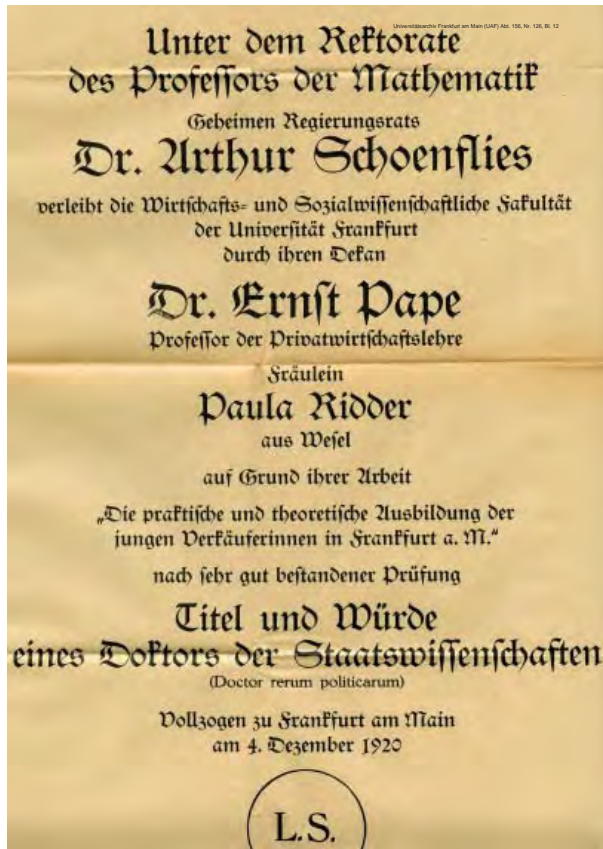 Universitätsarchiv Frankfurt am Main (UAF) Abt. 156, Nr. 126, Bl. 12
Unter dem Rektorate
des Professors der Mathematik
Geheimen Regierungsrats
Dr. Arthur Schoenflies
verleiht die Wirtschafts- und Sozialwissenschaftliche Fakultät
der Universität Frankfurt
durch ihren Dekan
Dr. Ernst Pape
Professor der Privatwirtschaftslehre
Fräulein
Paula Ridder
aus Wesel
auf Grund ihrer Arbeit
„Die praktische und theoretische Ausbildung der
jungen Verkäuferinnen in Frankfurt a. M."
nach sehr gut bestandener Prüfung
Titel und Würde
eines Doktors der Staatswissenschaften
(Doctor rerum politicarum)
Vollzogen zu Frankfurt am Main
am 4. Dezember 1920
L.S.